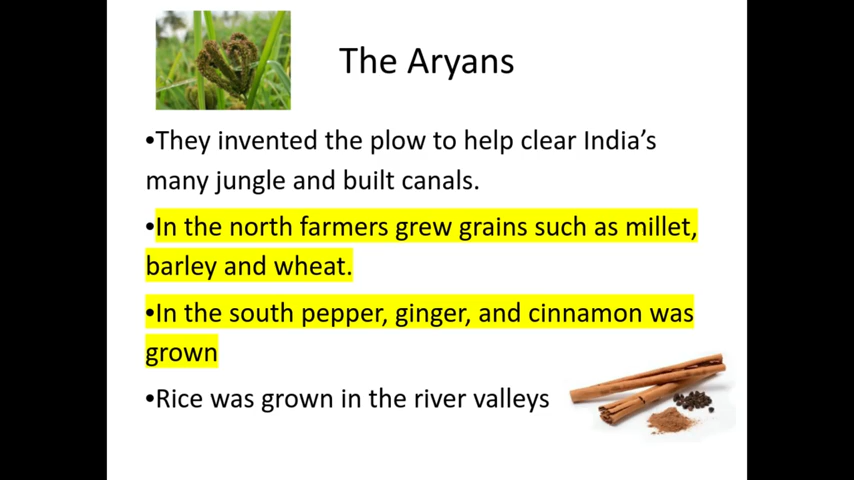 The Aryans
•They invented the plow to help clear India’s
many jungle and built canals.
•In the north farmers grew grains such as millet,
barley and wheat.
•In the south pepper, ginger, and cinnamon was
grown
•Rice was grown in the river valleys